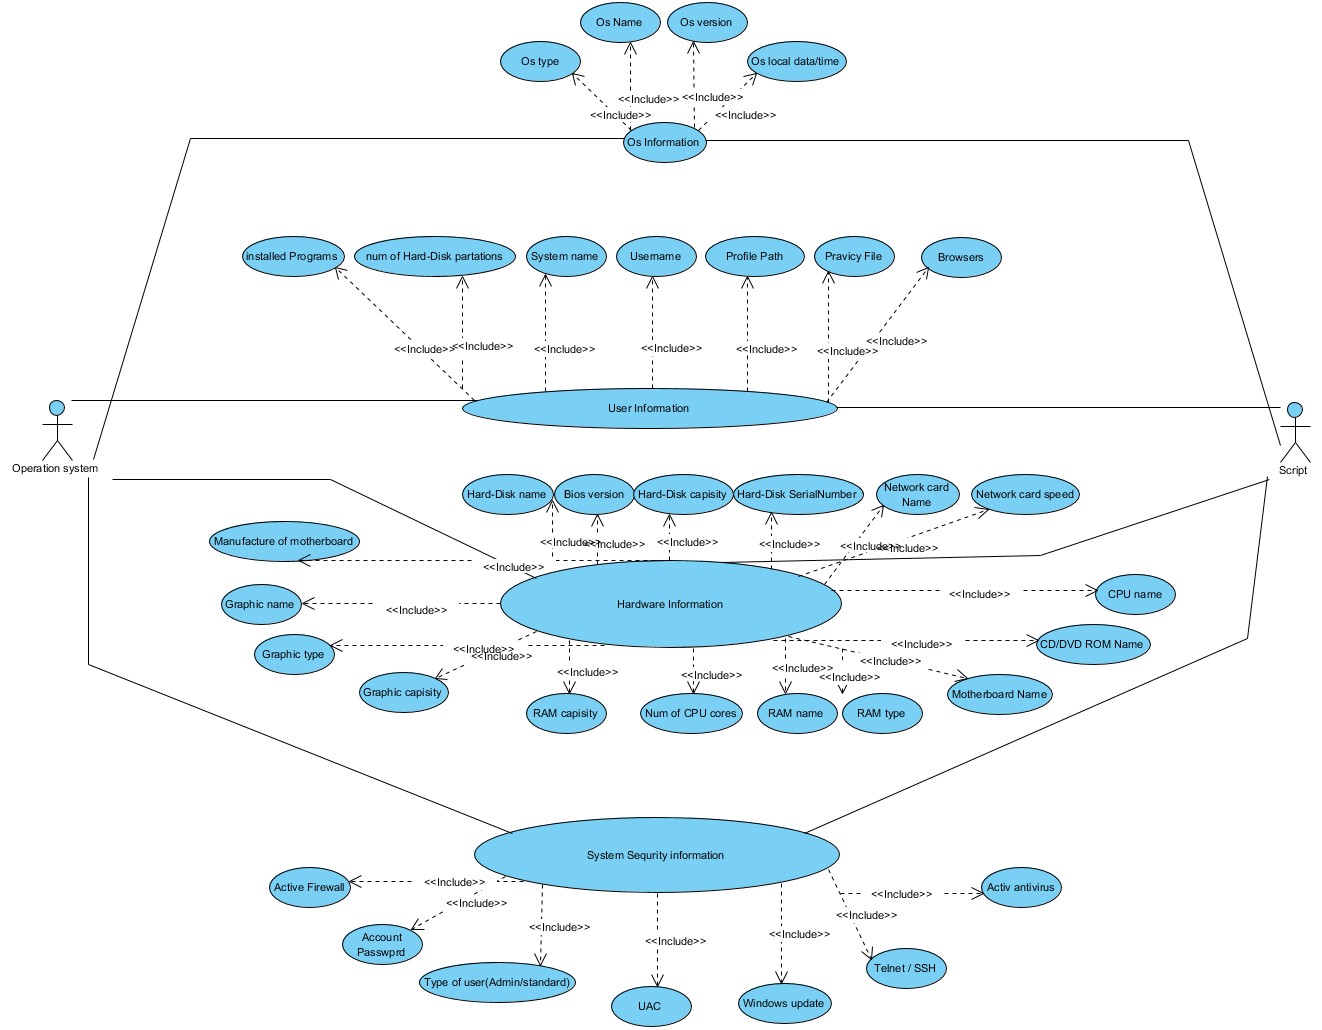 Os Name
Os version
Os type
Os local data/time
<<Include>>
<<Include>>
<<Include>>
<<Include>>
Os Information
installed Programs
num of Hard-Disk partations
System name
Username
Profile Path
Pravicy File
Browsers
<<Include>>
<<Include>>
<<Include>>
<<Include>>
<<Include>>
<<Include>>
<<Include>>
User Information
Operation system
Script
Hard-Disk name
Bios version
Hard-Disk capisity
Hard-Disk SerialNumber
Network card
Name
Network card speed
Manufacture of motherboard
<<Include>>
<<Include>>
<<Include>>
<<Include>>
<<Include>>
<<Include>>
<<Include>>
Graphic name
<<Include>>
Hardware Information
<<Include>>
CPU name
Graphic type
<<Include>>
<<Include>>
<<Include>>
CD/DVD ROM Name
Graphic capisity
<<Include>>
<<Include>>
<<Include>>
<<Include>>
<<Include>>
Motherboard Name
RAM capisity
Num of CPU cores
RAM name
RAM type
System Sequrity information
Active Firewall
<<Include>>
<<Include>>
<<Include>>
Activ antivirus
<<Include>>
Account
Passwprd
<<Include>>
<<Include>>
<<Include>>
<<Include>>
Type of user(Admin/standard)
UAC
Windows update
Telnet / SSH